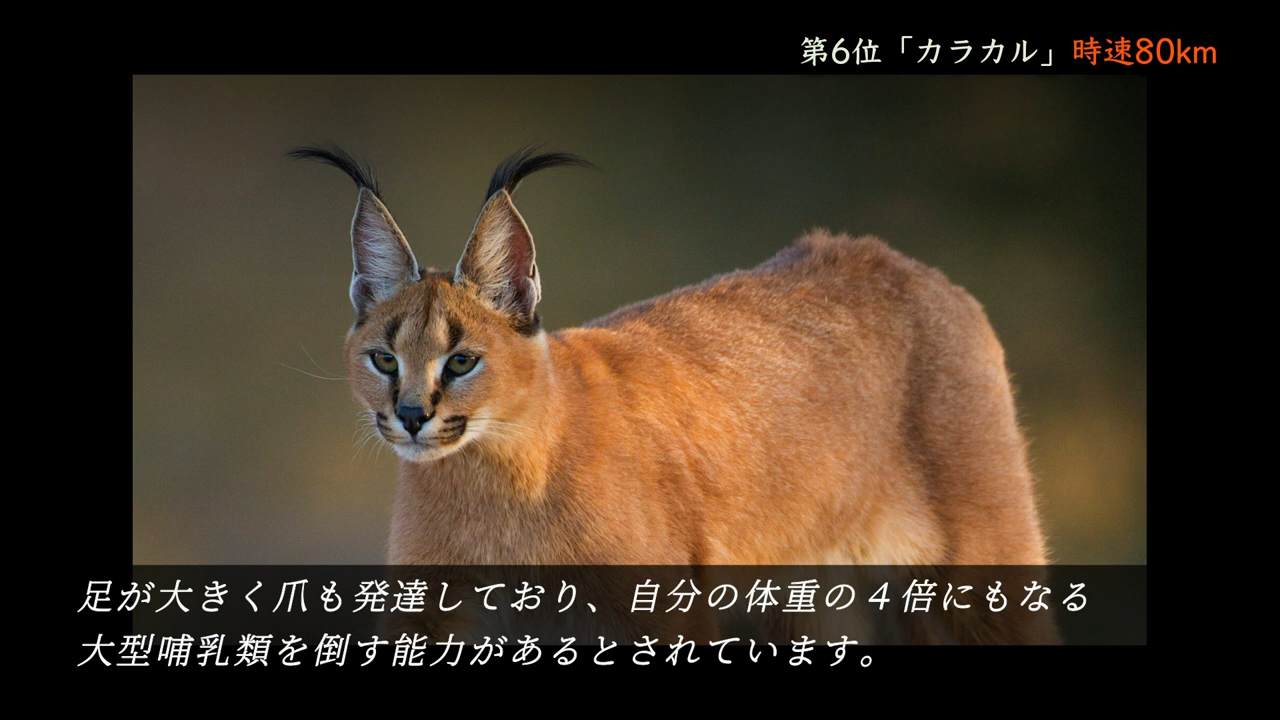 第6位「カラカル」時速80km
足が大きく爪も発達しており、自分の体重の４倍にもなる
大型哺乳類を倒す能力があるとされています。